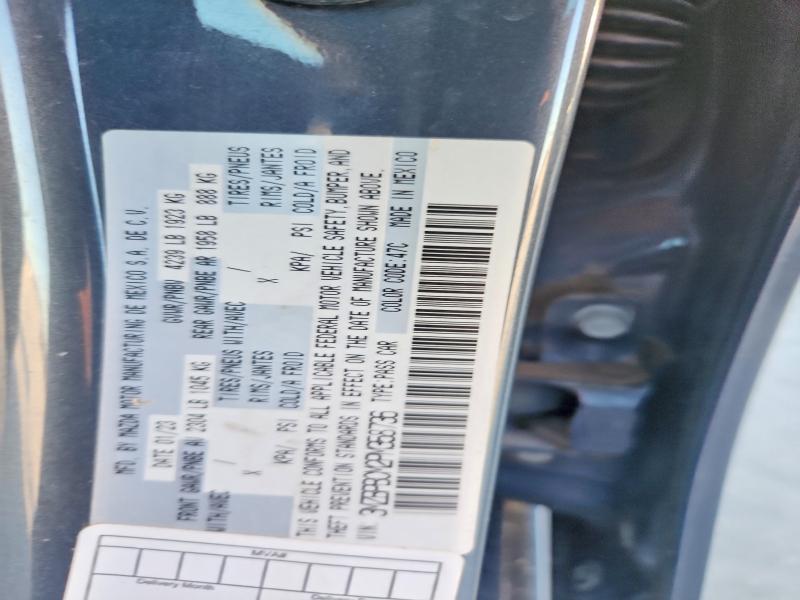 MFD. BY MAZDA MOTOR MANUFACTURING DE MEXICO S.A. DE C.V.
DATE 01/23 GVWR/PNBV 4239 LB 1923 KG
FRONT GAWR/PNBE AV 2304 LB 1045 KG REAR GAWR/PNBE AR 1958 LB 888 KG
WITH/AVEC / TIRES/PNEUS WITH/AVEC / TIRES/PNEUS
X RIMS/JANTES X RIMS/JANTES
KPA/ PSI COLD/A FROID KPA/ PSI COLD/A FROID
THIS VEHICLE CONFORMS TO ALL APPLICABLE FEDERAL MOTOR VEHICLE SAFETY, BUMPER, AND
THEFT PREVENTION STANDARDS IN EFFECT ON THE DATE OF MANUFACTURE SHOWN ABOVE.
VIN: TYPE:PASS CAR COLOR CODE:47C MADE IN MEXICO
MVA#
Delivery Month